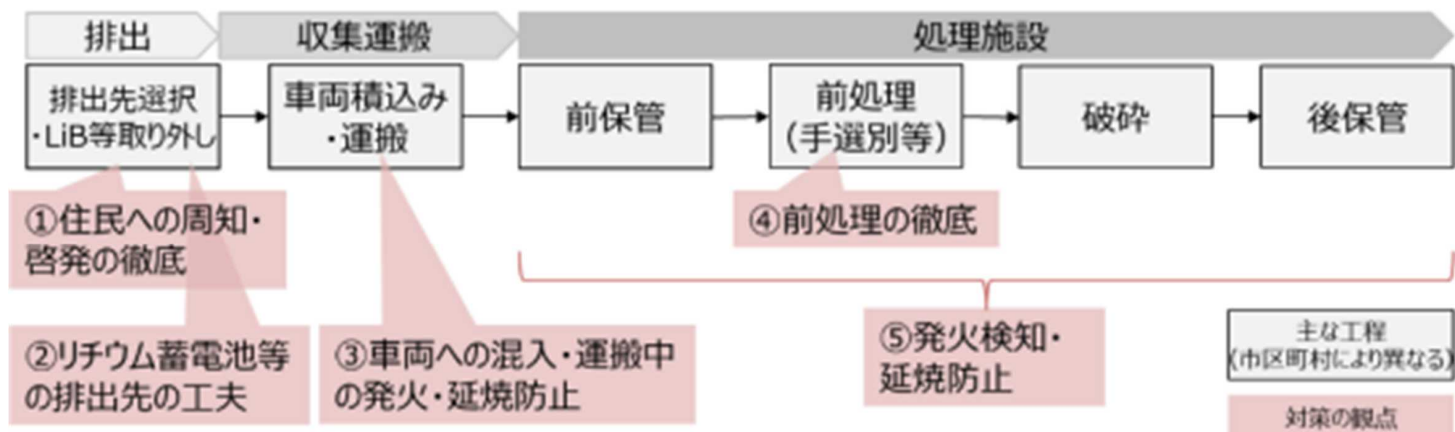 排出
収集運搬
処理施設
排出先選択
・LiB等取り外し
車両積込み
・運搬
前保管
前処理
(手選別等)
破砕
後保管
①住民への周知・
啓発の徹底
④前処理の徹底
②リチウム蓄電池等
の排出先の工夫
③車両への混入・運搬中
の発火・延焼防止
⑤発火検知・
延焼防止
主な工程
(市区町村により異なる)
対策の観点